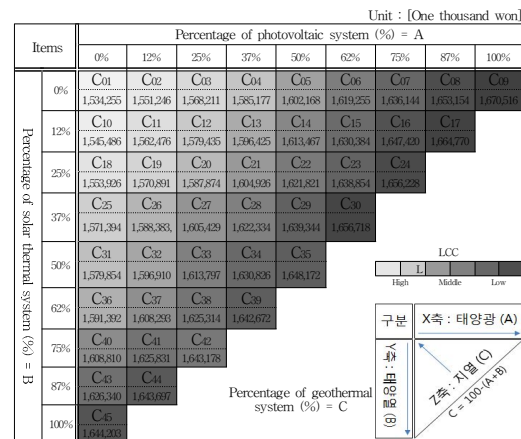 Unit : [One thousand won]
Items
Percentage of photovoltaic system (%) = A
0% 12% 25% 37% 50% 62% 75% 87% 100%
Percentage of solar thermal system (%) = B
0% C01 C02 C03 C04 C05 C06 C07 C08 C09
1,534,255 1,551,246 1,568,211 1,585,177 1,602,168 1,619,255 1,636,144 1,653,154 1,670,516
12% C10 C11 C12 C13 C14 C15 C16 C17
1,545,486 1,562,476 1,579,435 1,596,425 1,613,467 1,630,384 1,647,420 1,664,770
25% C18 C19 C20 C21 C22 C23 C24
1,553,926 1,570,891 1,587,874 1,604,926 1,621,821 1,638,854 1,656,228
37% C25 C26 C27 C28 C29 C30
1,571,394 1,588,383, 1,605,429 1,622,334 1,639,344 1,656,718
50% C31 C32 C33 C34 C35
1,579,854 1,596,910 1,613,797 1,630,826 1,648,172
62% C36 C37 C38 C39
1,591,392 1,608,293 1,625,314 1,642,672
75% C40 C41 C42
1,608,810 1,625,831 1,643,178
87% C43 C44
1,626,340 1,643,697
100% C45
1,644,203
Percentage of geothermal
system (%) = C
LCC
L
High Middle Low
구분 X축 : 태양광 (A)
Y축 : 태양열 (B)
Z축 : 지열 (C)
C = 100-(A+B)